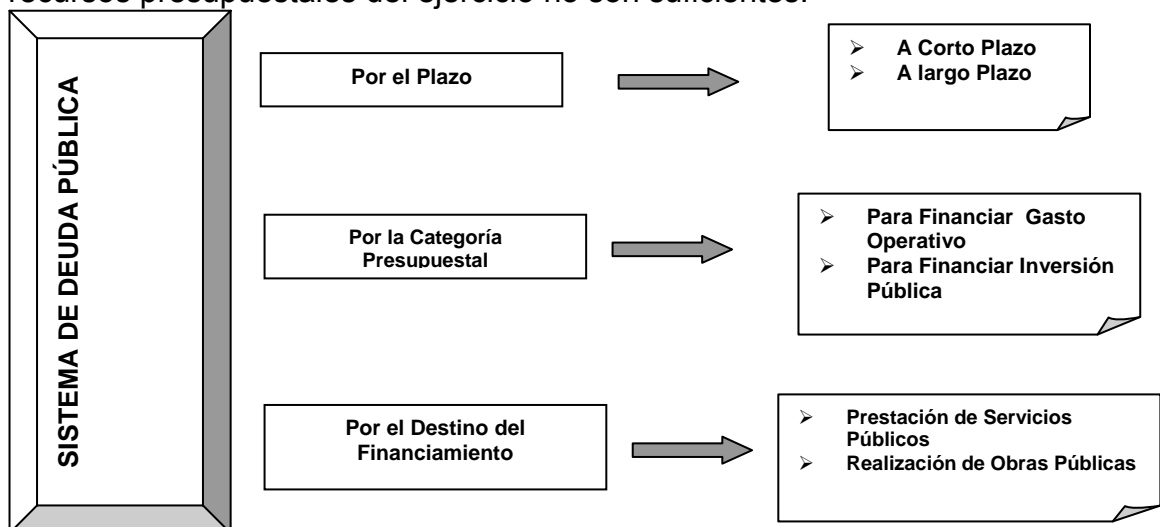 recursos presupuestales del ejercicio no son suficientes.
SISTEMA DE DEUDA PÚBLICA
Por el Plazo
➢ A Corto Plazo
➢ A largo Plazo
Por la Categoría
Presupuestal
➢ Para Financiar Gasto
Operativo
➢ Para Financiar Inversión
Pública
Por el Destino del
Financiamiento
➢ Prestación de Servicios
Públicos
➢ Realización de Obras Públicas